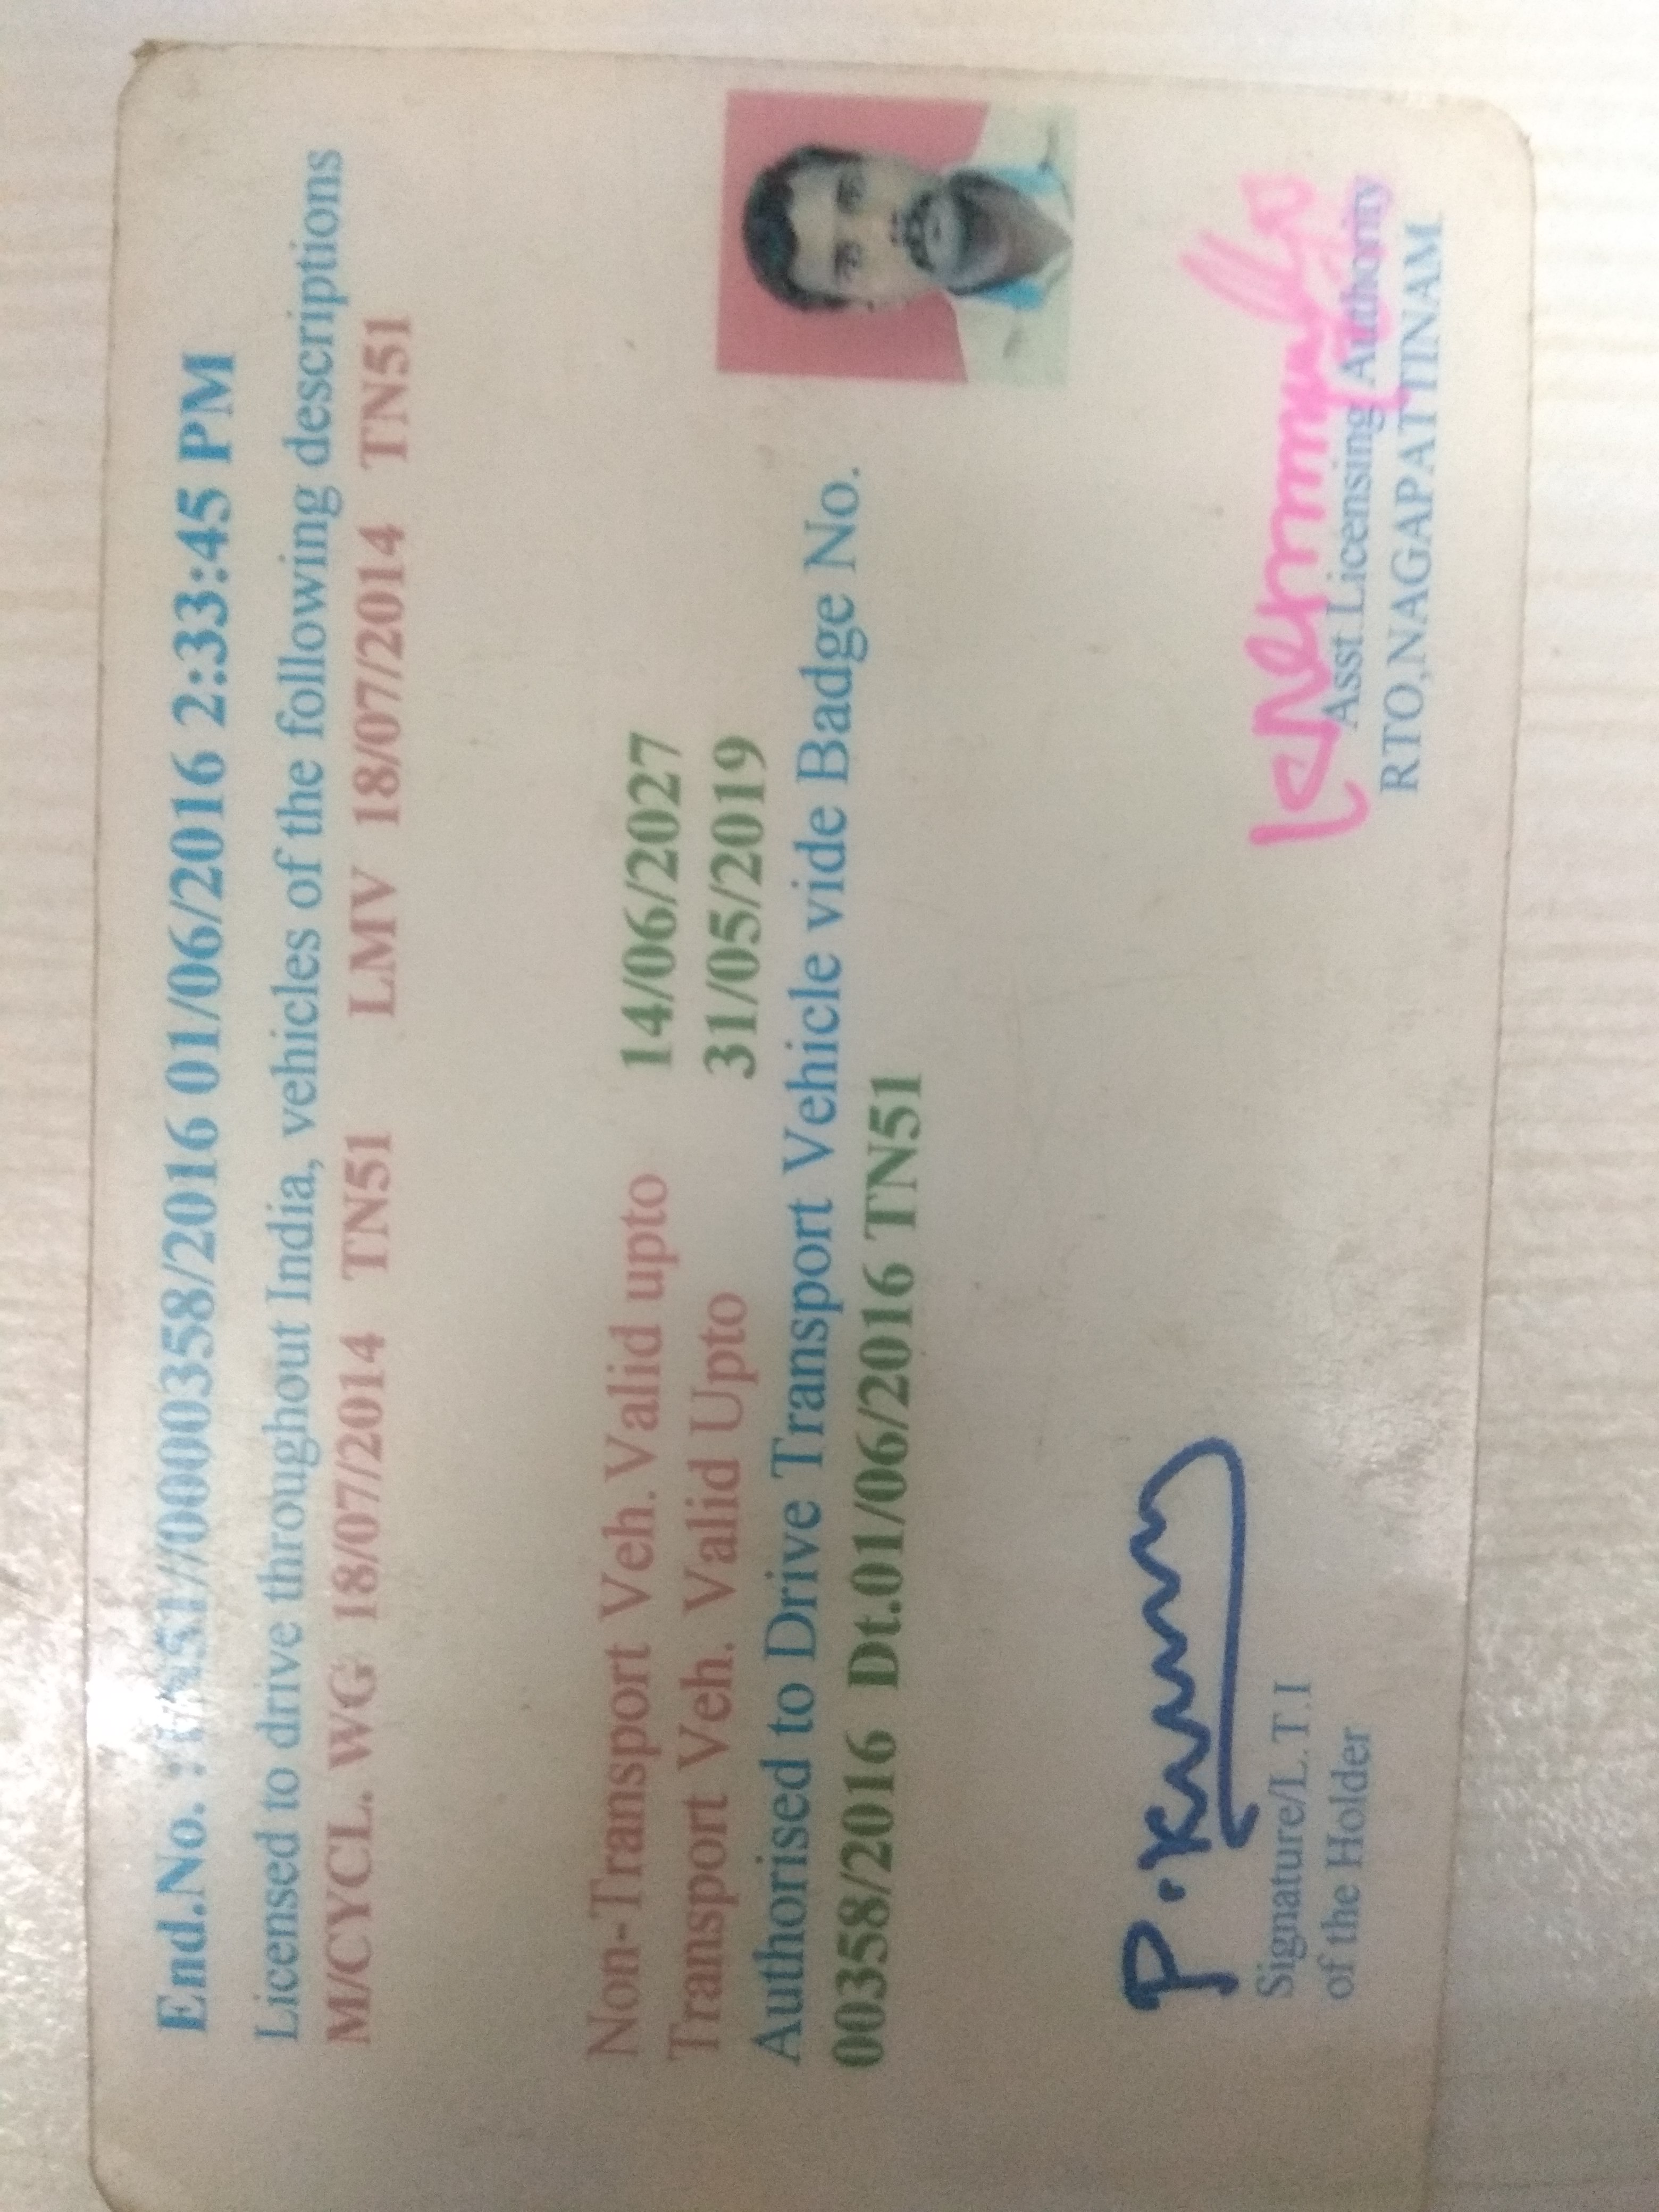 End.No. : TN51//0000358/2016 01/06/2016 2:33:45 PM
Licensed to drive throughout India, vehicles of the following descriptions
M/CYCL. WG 18/07/2014 TN51 LMV 18/07/2014 TN51
Non-Transport Veh. Valid upto 14/06/2027
Transport Veh. Valid Upto 31/05/2019
Authorised to Drive Transport Vehicle vide Badge No.
00358/2016 Dt.01/06/2016 TN51
P. Kumar
Signature/L.T.I
of the Holder
Asst.Licensing Authority
RTO,NAGAPATTINAM